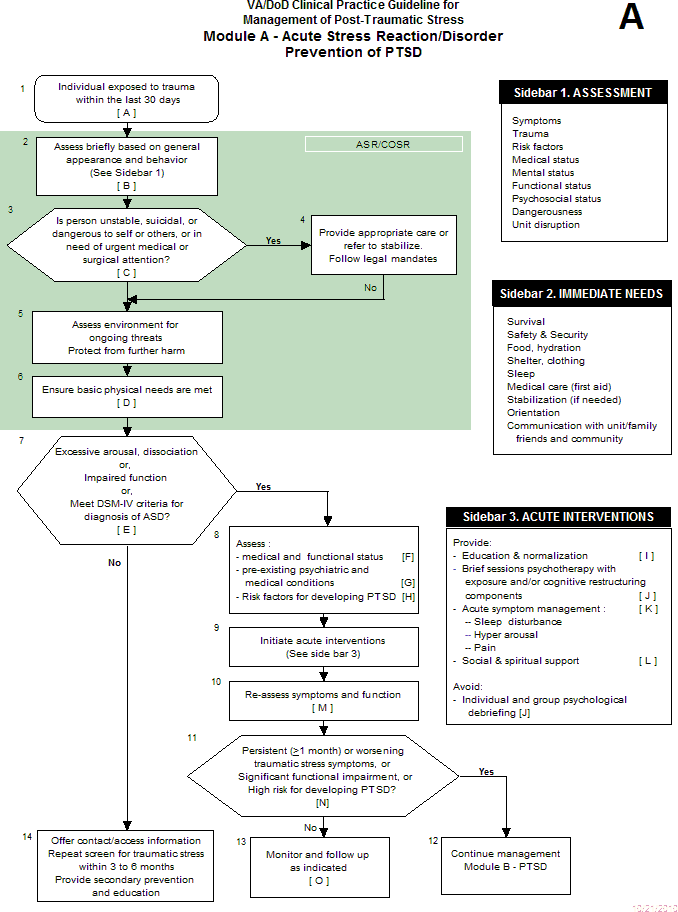 VA/DoD Clinical Practice Guideline for
Management of Post-Traumatic Stress
Module A - Acute Stress Reaction/Disorder
Prevention of PTSD
A
1
Individual exposed to trauma
within the last 30 days
[ A ]
2
Assess briefly based on general
appearance and behavior
(See Sidebar 1)
[ B ]
ASR/COSR
3
Is person unstable, suicidal, or
dangerous to self or others, or in
need of urgent medical or
surgical attention?
[ C ]
Yes
4
Provide appropriate care or
refer to stabilize.
Follow legal mandates
No
5
Assess environment for
ongoing threats
Protect from further harm
6
Ensure basic physical needs are met
[ D ]
7
Excessive arousal, dissociation
or,
Impaired function
or,
Meet DSM-IV criteria for
diagnosis of ASD?
[ E ]
Yes
No
8
Assess :
- medical and functional status [F]
- pre-existing psychiatric and
medical conditions [G]
- Risk factors for developing PTSD [H]
9
Initiate acute interventions
(See side bar 3)
10
Re-assess symptoms and function
[ M ]
11
Persistent (≥1 month) or worsening
traumatic stress symptoms, or
Significant functional impairment, or
High risk for developing PTSD?
[N]
Yes
No
14
Offer contact/access information
Repeat screen for traumatic stress
within 3 to 6 months
Provide secondary prevention
and education
13
Monitor and follow up
as indicated
[ O ]
12
Continue management
Module B - PTSD
Sidebar 1. ASSESSMENT
Symptoms
Trauma
Risk factors
Medical status
Mental status
Functional status
Psychosocial status
Dangerousness
Unit disruption
Sidebar 2. IMMEDIATE NEEDS
Survival
Safety & Security
Food, hydration
Shelter, clothing
Sleep
Medical care (first aid)
Stabilization (if needed)
Orientation
Communication with unit/family
friends and community
Sidebar 3. ACUTE INTERVENTIONS
Provide:
- Education & normalization [ I ]
- Brief sessions psychotherapy with
exposure and/or cognitive restructuring
components [ J ]
- Acute symptom management : [ K ]
-- Sleep disturbance
-- Hyper arousal
-- Pain
- Social & spiritual support [ L ]
Avoid:
- Individual and group psychological
debriefing [J]
10/21/2010